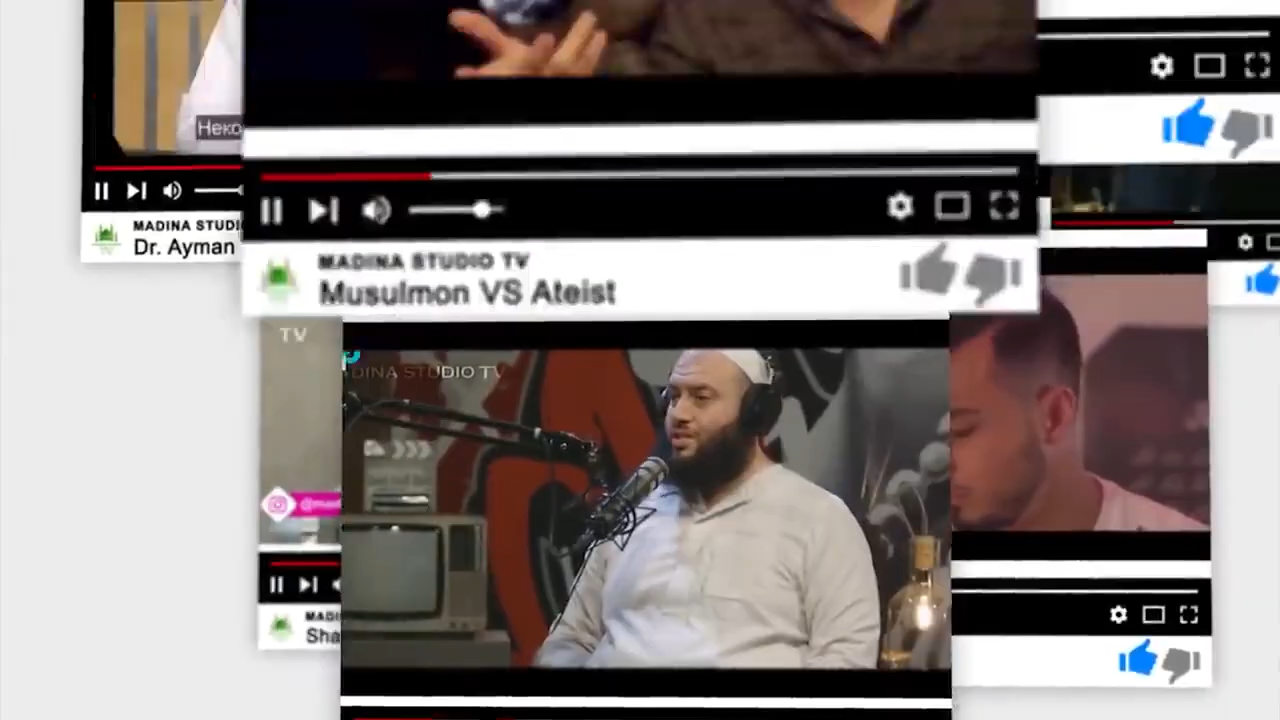 Неко
MADINA STUDI
Dr. Ayman
MADINA STUDIO TV
Musulmon VS Ateist
TV
DINA STUDIO TV
MADI
Sha